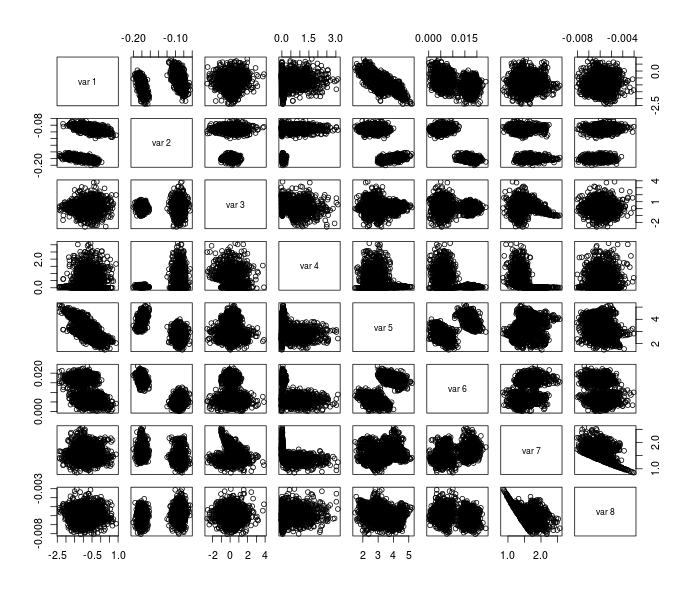 -0.20 -0.10 0.0 1.5 3.0 0.000 0.015 -0.008 -0.004
var 1
-2.5 0.0
-0.20 -0.08
var 2
var 3
-2 1 4
0.0 2.0
var 4
var 5
2 4
0.000 0.020
var 6
var 7
1.0 2.0
-0.008 -0.003
var 8
-2.5 -0.5 1.0 -2 0 2 4 2 3 4 5 1.0 2.0